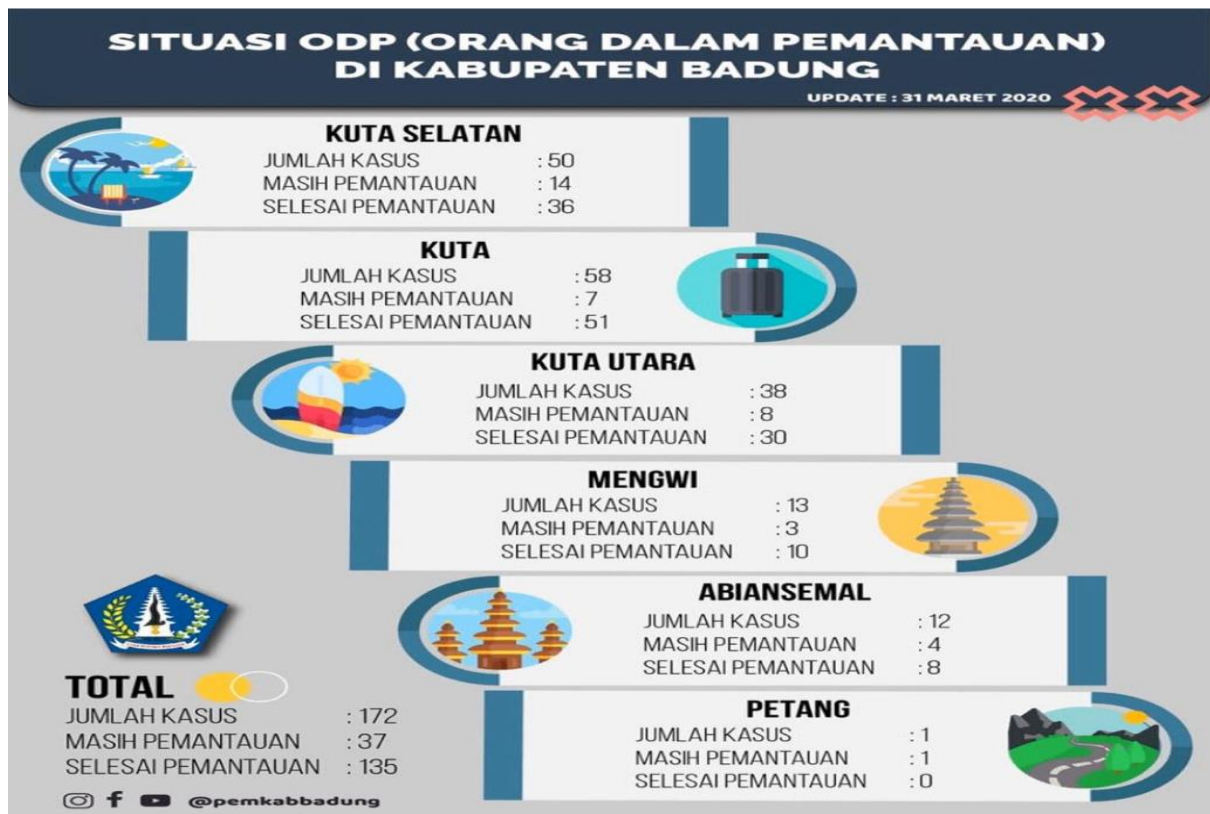 SITUASI ODP (ORANG DALAM PEMANTAUAN)
DI KABUPATEN BADUNG
UPDATE : 31 MARET 2020
KUTA SELATAN
JUMLAH KASUS : 50
MASIH PEMANTAUAN : 14
SELESAI PEMANTAUAN : 36
KUTA
JUMLAH KASUS : 58
MASIH PEMANTAUAN : 7
SELESAI PEMANTAUAN : 51
KUTA UTARA
JUMLAH KASUS : 38
MASIH PEMANTAUAN : 8
SELESAI PEMANTAUAN : 30
MENGWI
JUMLAH KASUS : 13
MASIH PEMANTAUAN : 3
SELESAI PEMANTAUAN : 10
ABIANSEMAL
JUMLAH KASUS : 12
MASIH PEMANTAUAN : 4
SELESAI PEMANTAUAN : 8
PETANG
JUMLAH KASUS : 1
MASIH PEMANTAUAN : 1
SELESAI PEMANTAUAN : 0
TOTAL
JUMLAH KASUS : 172
MASIH PEMANTAUAN : 37
SELESAI PEMANTAUAN : 135
@pemkabbadung